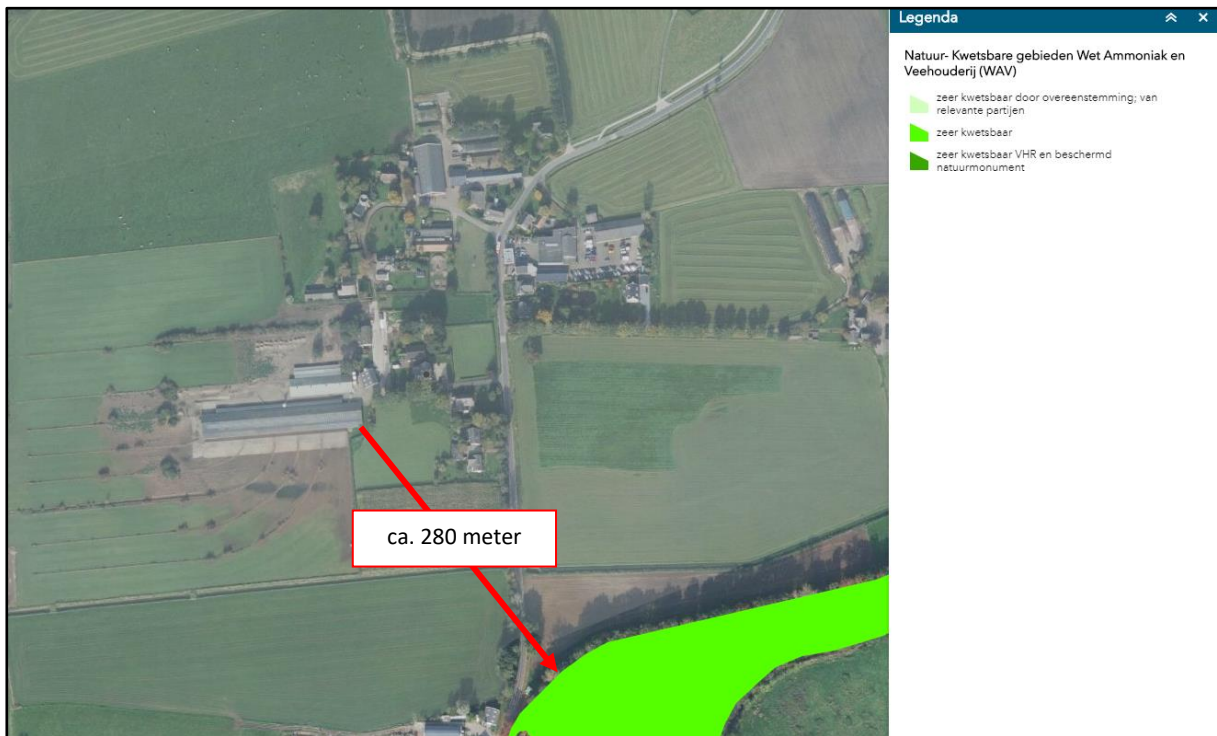 Legenda
Natuur- Kwetsbare gebieden Wet Ammoniak en
Veehouderij (WAV)
zeer kwetsbaar door overeenstemming; van
relevante partijen
zeer kwetsbaar
zeer kwetsbaar VHR en beschermd
natuurmonument
ca. 280 meter